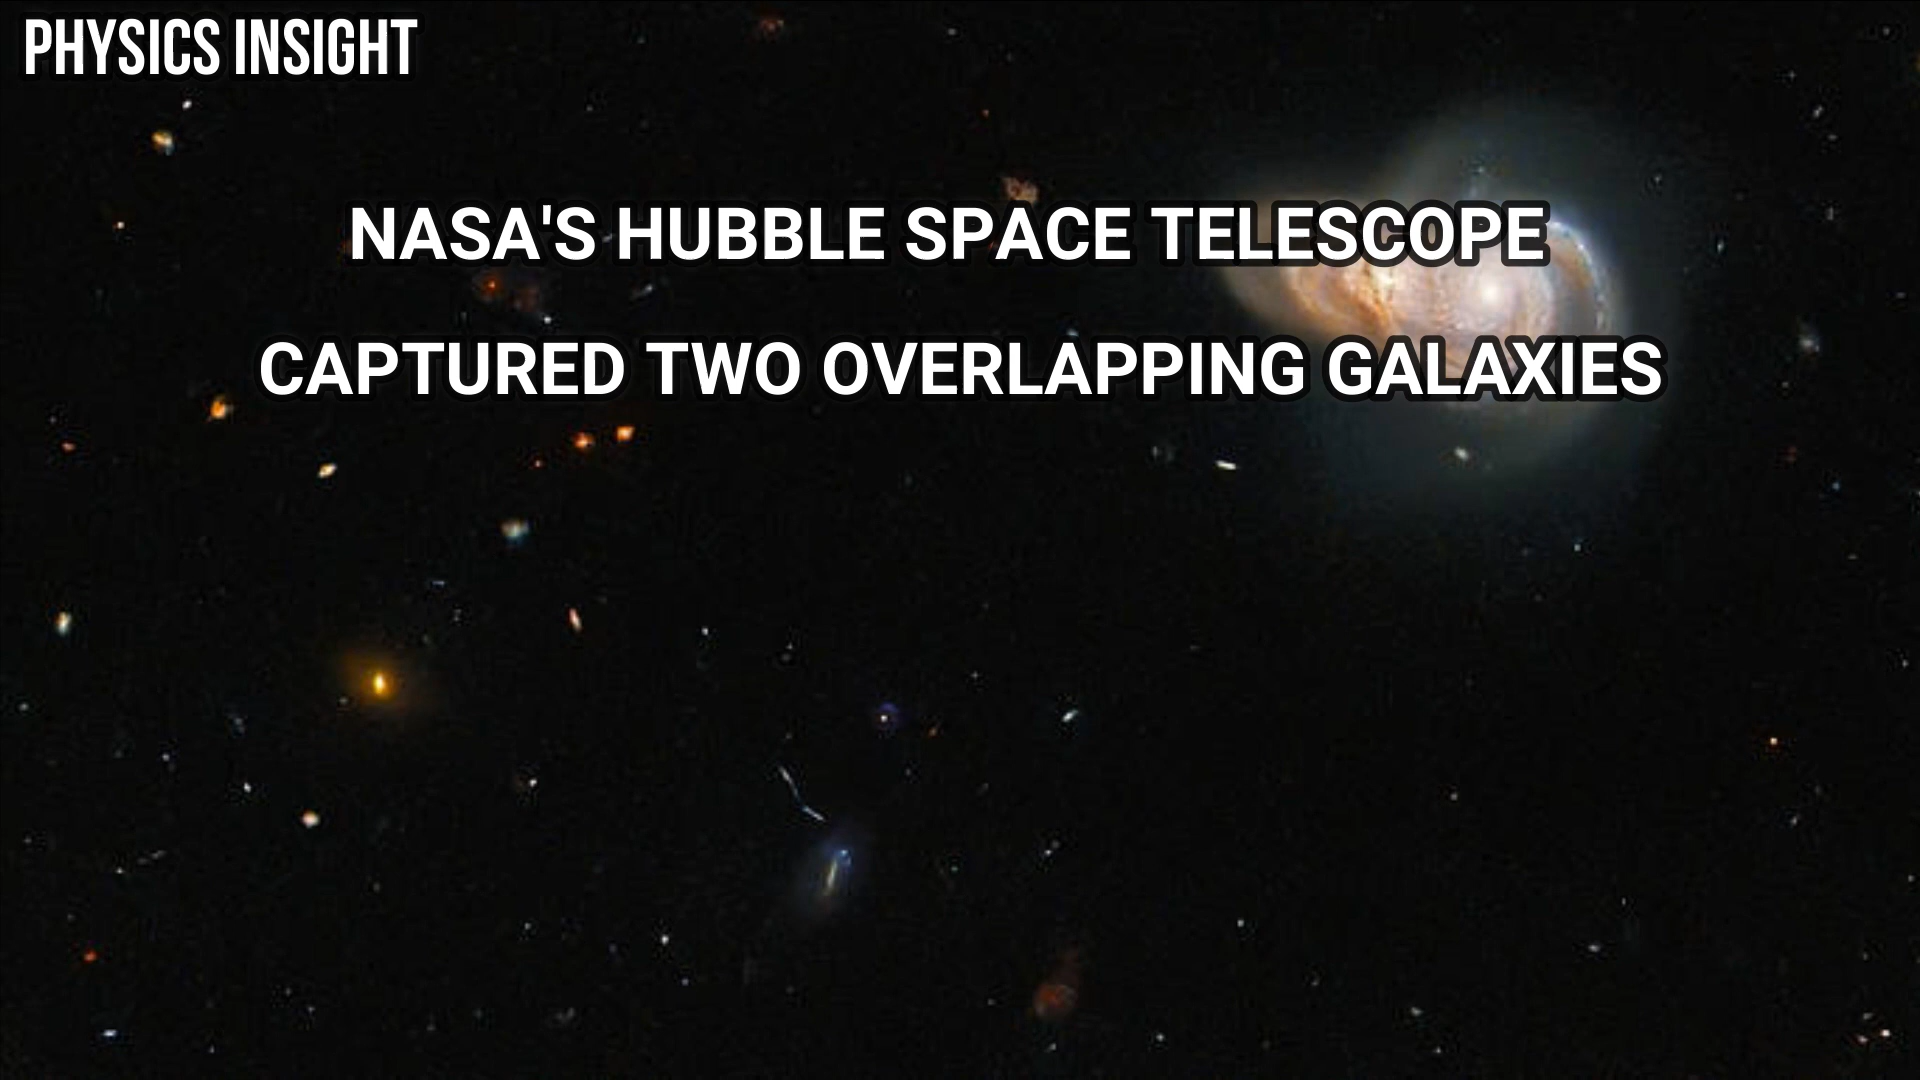 PHYSICS INSIGHT
NASA'S HUBBLE SPACE TELESCOPE
CAPTURED TWO OVERLAPPING GALAXIES